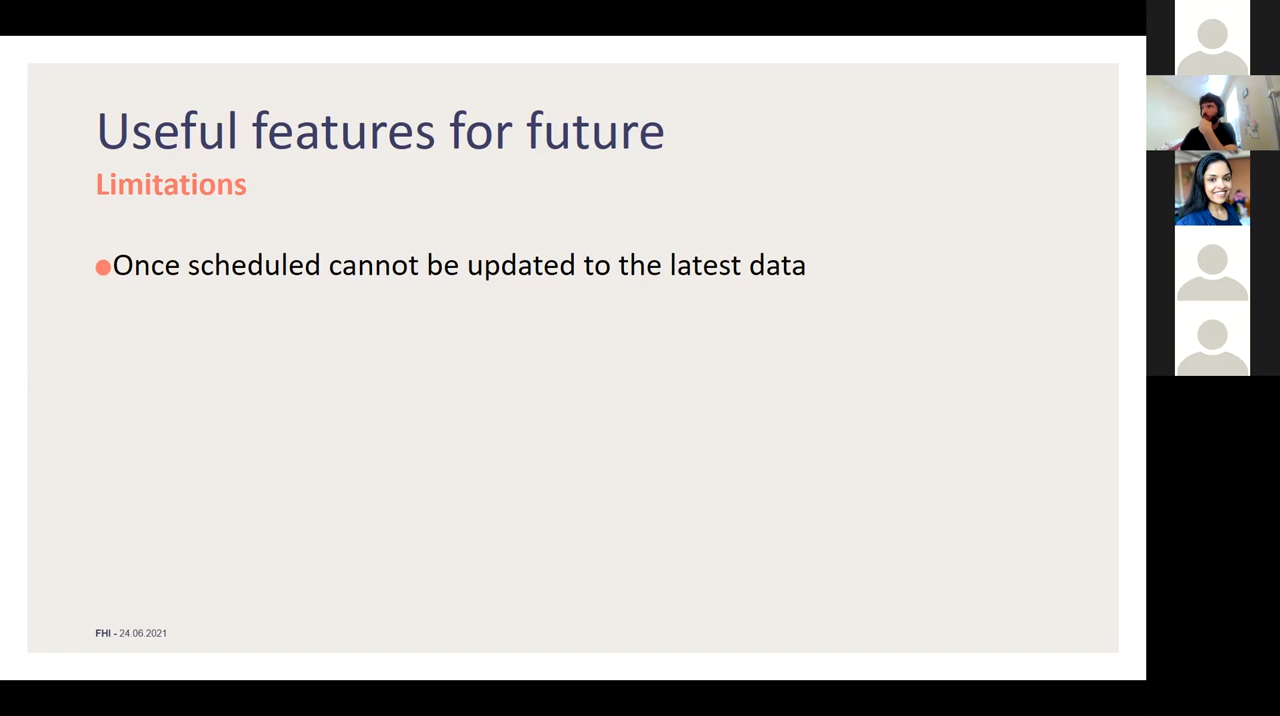 Useful features for future
Limitations
Once scheduled cannot be updated to the latest data
FHI - 24.06.2021